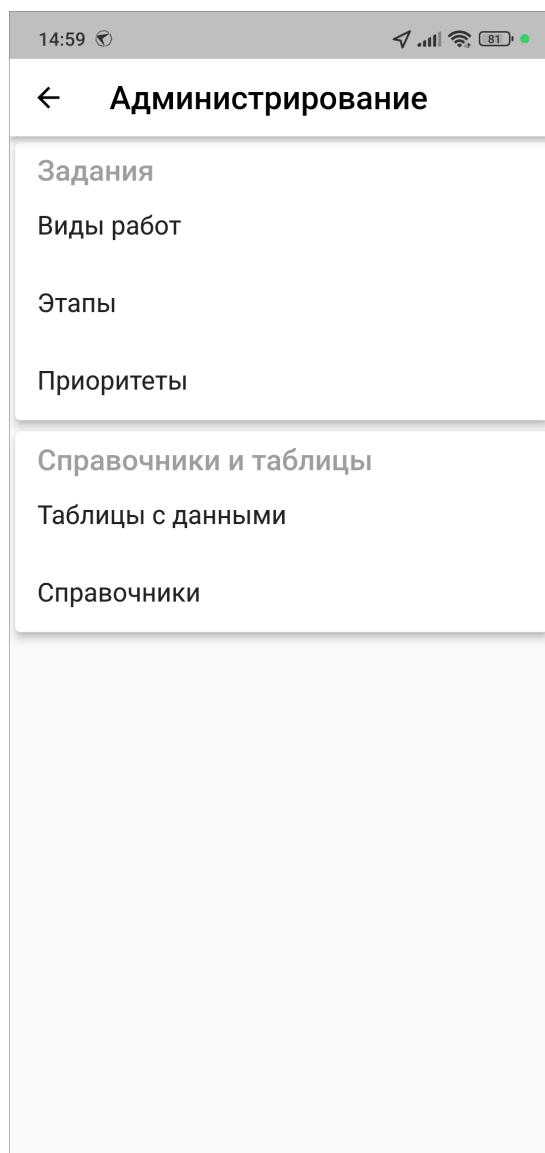 14:59
81
Администрирование
Задания
Виды работ
Этапы
Приоритеты
Справочники и таблицы
Таблицы с данными
Справочники